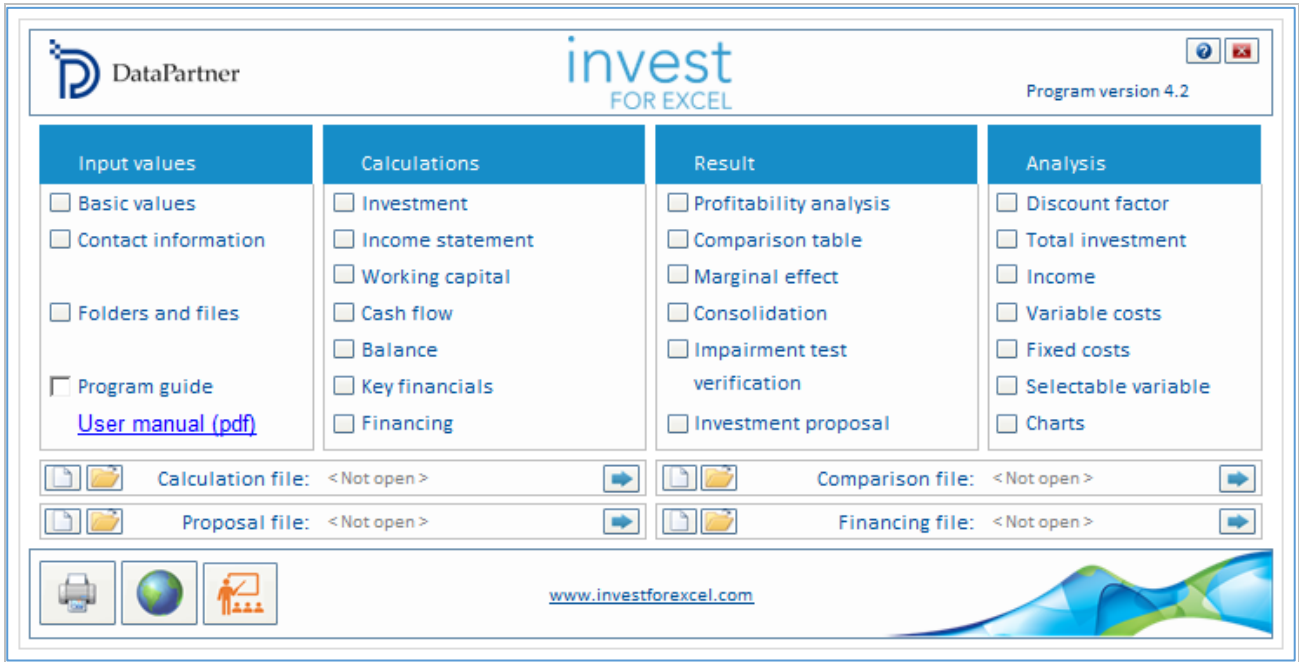 DataPartner
invest
FOR EXCEL
Program version 4.2
Input values
Basic values
Contact information
Folders and files
Program guide
User manual (pdf)
Calculations
Investment
Income statement
Working capital
Cash flow
Balance
Key financials
Financing
Result
Profitability analysis
Comparison table
Marginal effect
Consolidation
Impairment test
verification
Investment proposal
Analysis
Discount factor
Total investment
Income
Variable costs
Fixed costs
Selectable variable
Charts
Calculation file: <Not open>
Comparison file: <Not open>
Proposal file: <Not open>
Financing file: <Not open>
www.investforexcel.com